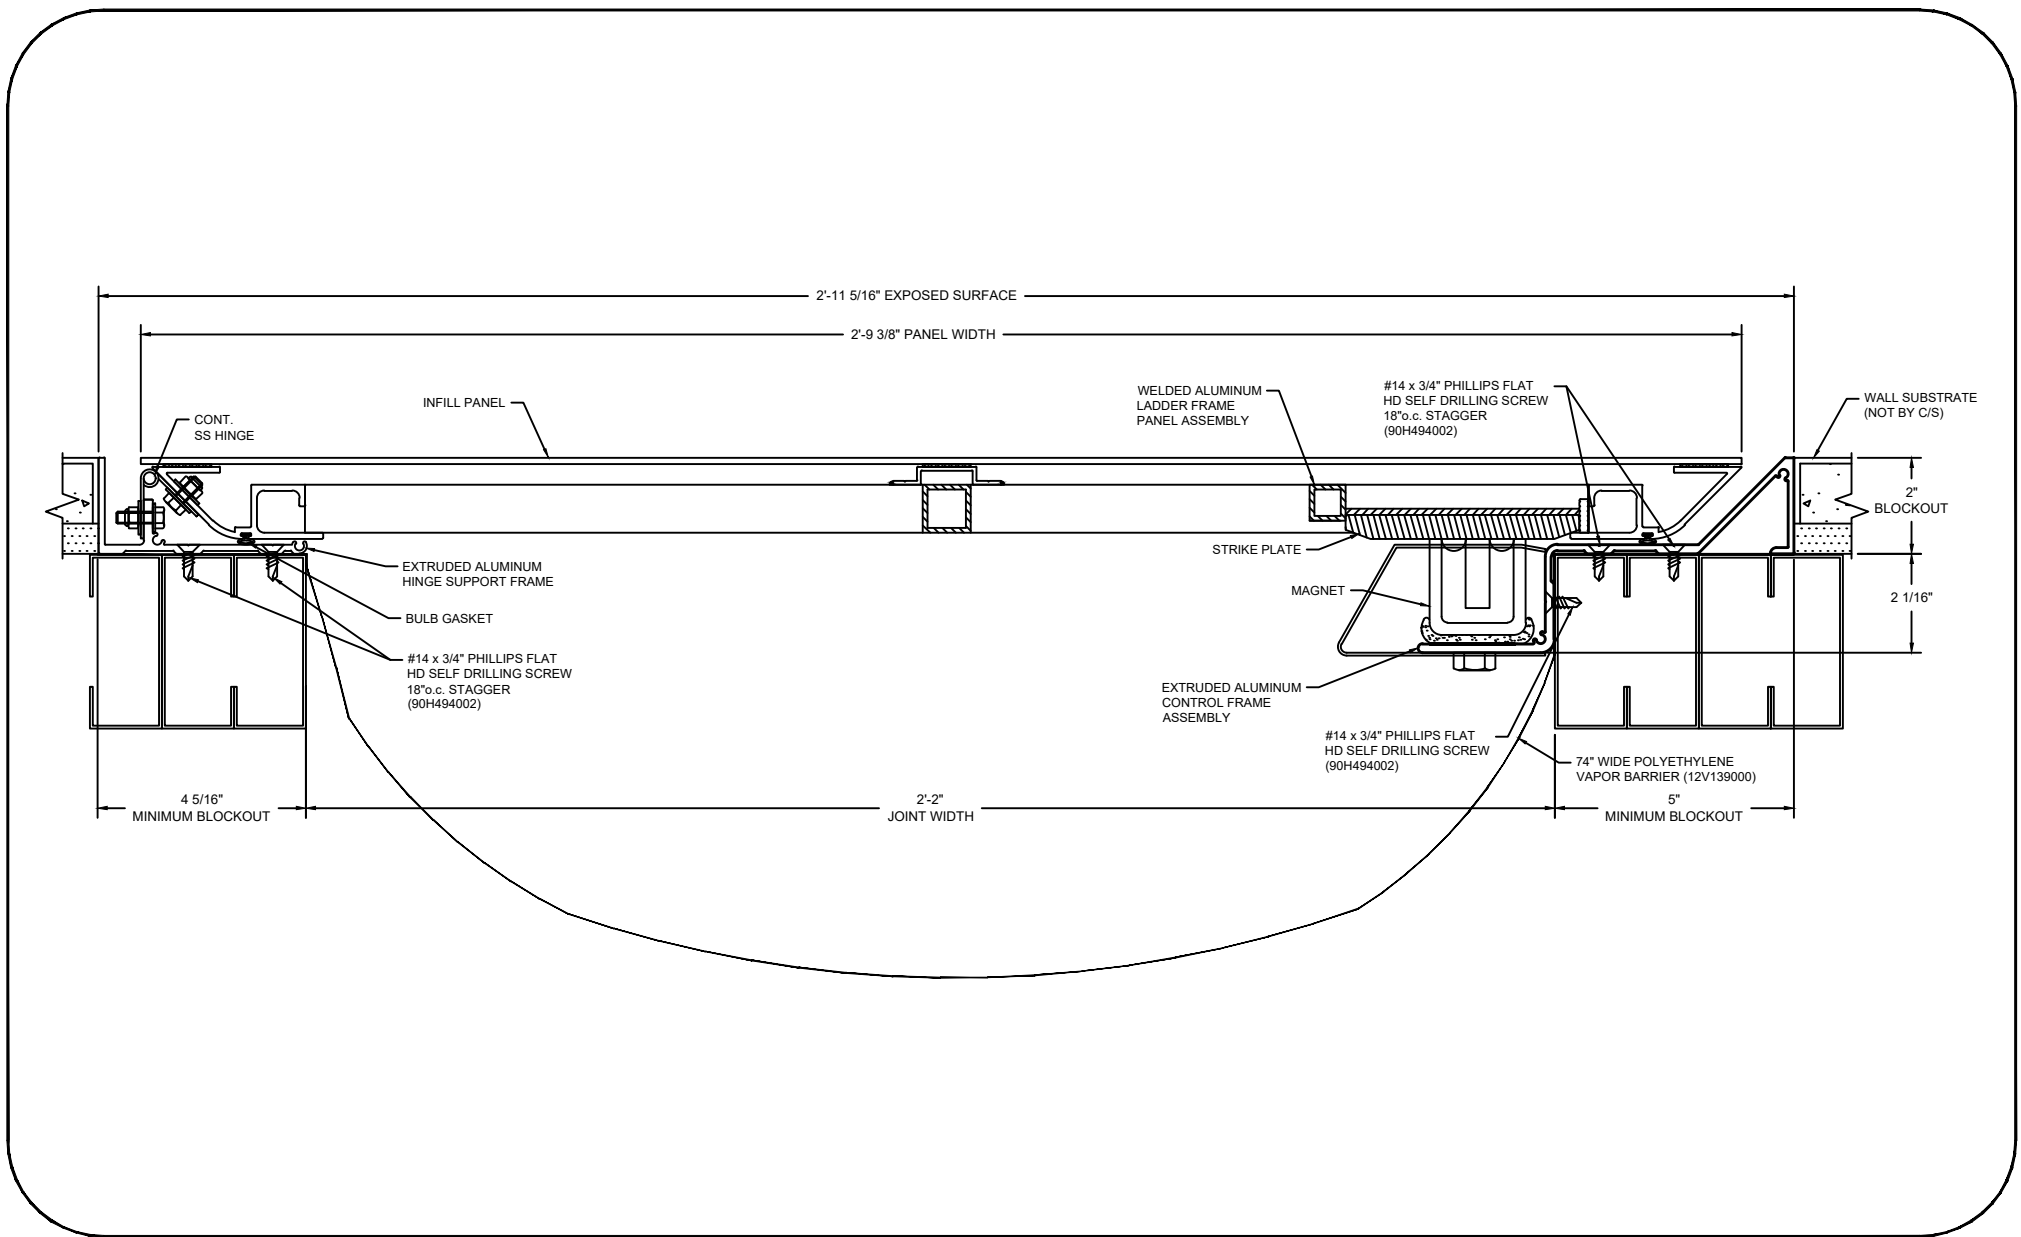 2'-11 5/16" EXPOSED SURFACE
2'-9 3/8" PANEL WIDTH
INFILL PANEL
CONT.
SS HINGE
WELDED ALUMINUM
LADDER FRAME
PANEL ASSEMBLY
#14 x 3/4" PHILLIPS FLAT
HD SELF DRILLING SCREW
18"o.c. STAGGER
(90H494002)
WALL SUBSTRATE
(NOT BY C/S)
2"
BLOCKOUT
STRIKE PLATE
EXTRUDED ALUMINUM
HINGE SUPPORT FRAME
MAGNET
2 1/16"
BULB GASKET
#14 x 3/4" PHILLIPS FLAT
HD SELF DRILLING SCREW
18"o.c. STAGGER
(90H494002)
EXTRUDED ALUMINUM
CONTROL FRAME
ASSEMBLY
#14 x 3/4" PHILLIPS FLAT
HD SELF DRILLING SCREW
(90H494002)
74" WIDE POLYETHYLENE
VAPOR BARRIER (12V139000)
4 5/16"
MINIMUM BLOCKOUT
2'-2"
JOINT WIDTH
5"
MINIMUM BLOCKOUT